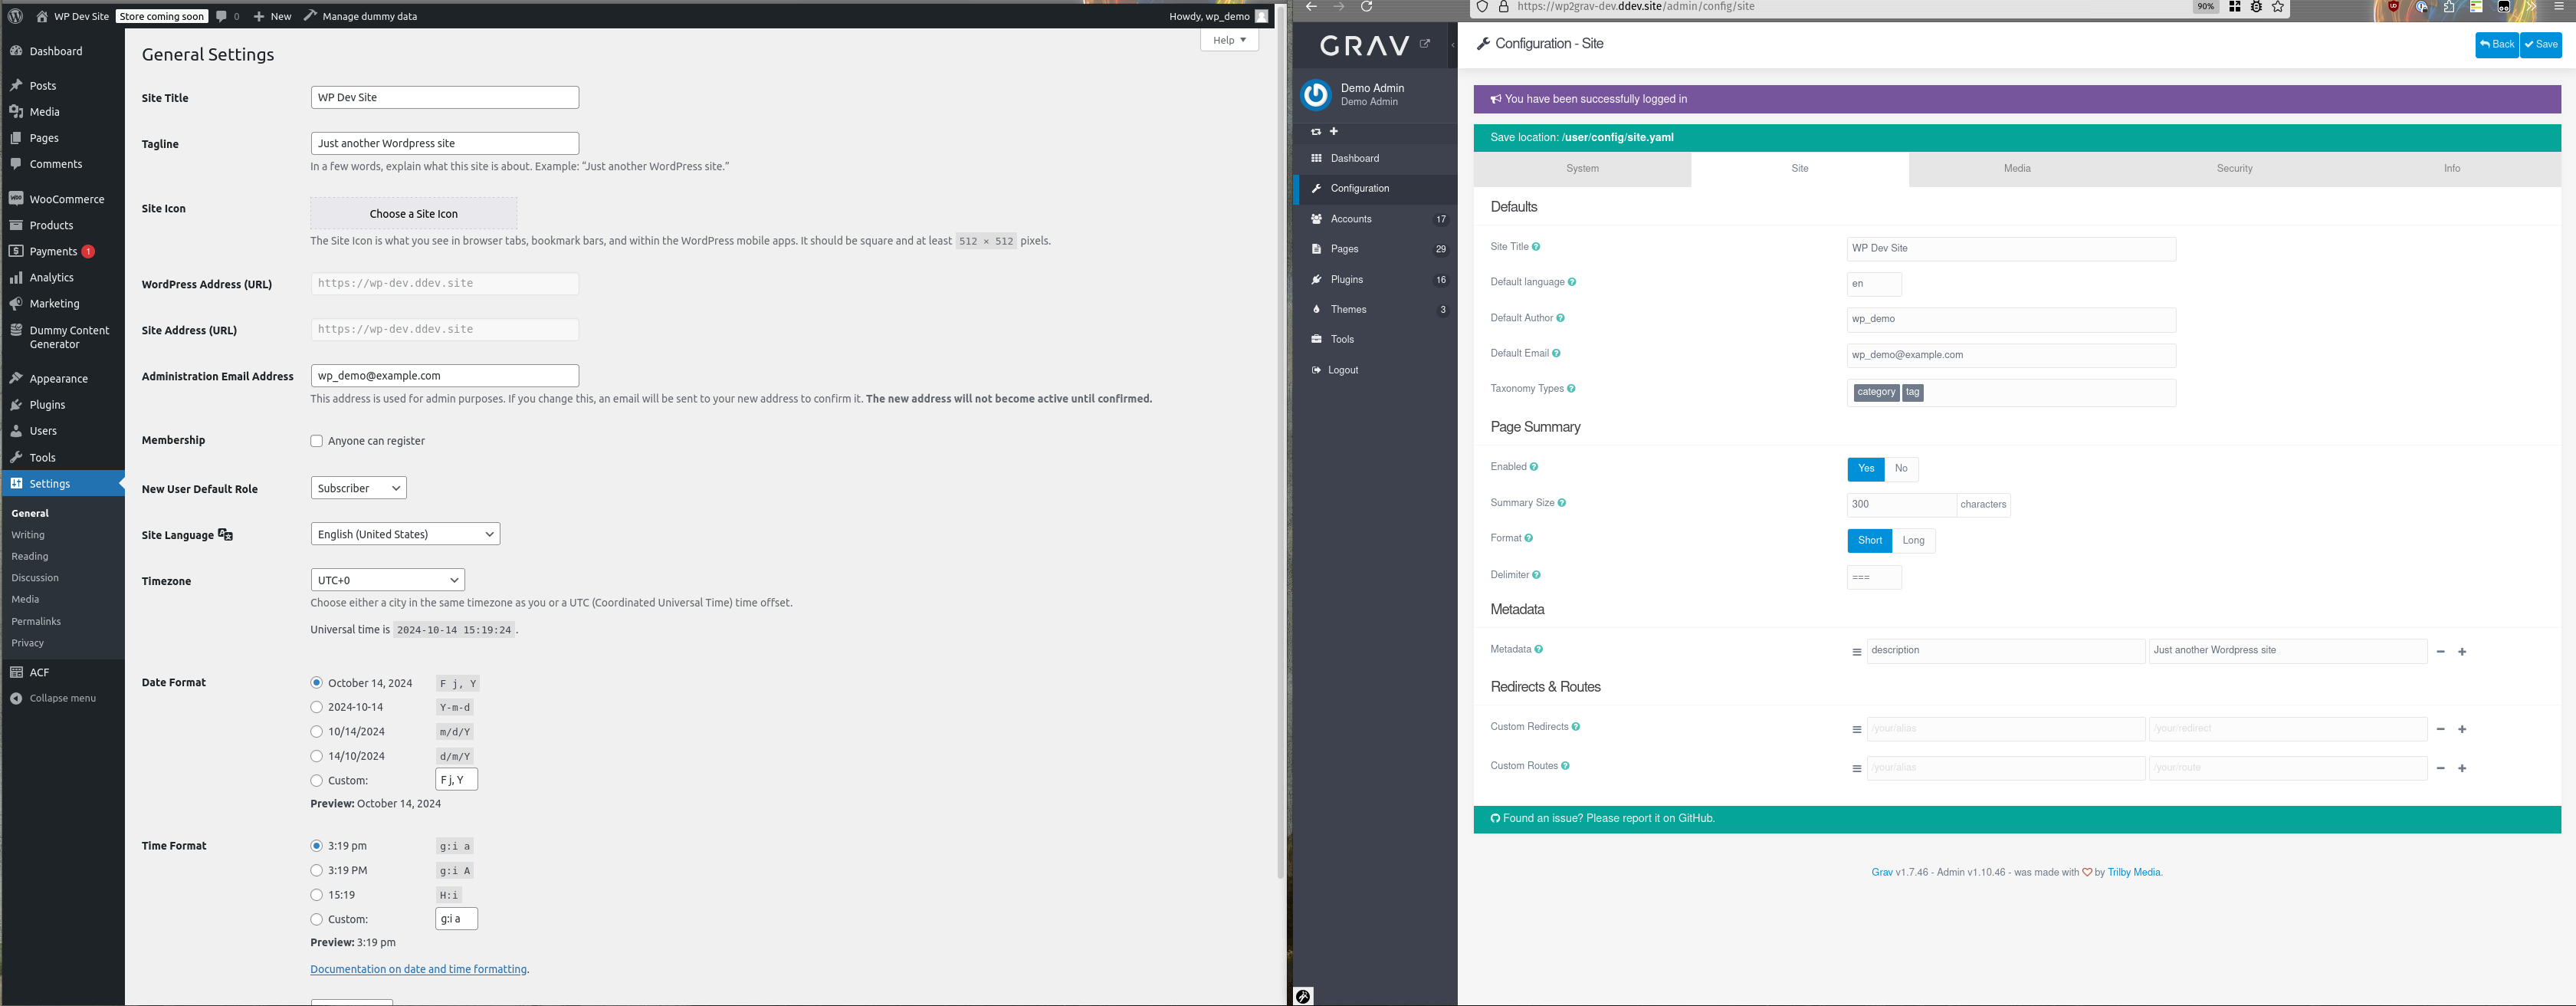 WP Dev Site Store coming soon 0 New Manage dummy data Howdy, wp_demo
Dashboard
Posts
Media
Pages
Comments
WooCommerce
Products
Payments 1
Analytics
Marketing
Dummy Content
Generator
Appearance
Plugins
Users
Tools
Settings
General
Writing
Reading
Discussion
Media
Permalinks
Privacy
ACF
Collapse menu
Help
General Settings
Site Title WP Dev Site
Tagline Just another Wordpress site
In a few words, explain what this site is about. Example: “Just another WordPress site.”
Site Icon Choose a Site Icon
The Site Icon is what you see in browser tabs, bookmark bars, and within the WordPress mobile apps. It should be square and at least 512 × 512 pixels.
WordPress Address (URL) https://wp-dev.ddev.site
Site Address (URL) https://wp-dev.ddev.site
Administration Email Address wp_demo@example.com
This address is used for admin purposes. If you change this, an email will be sent to your new address to confirm it. The new address will not become active until confirmed.
Membership Anyone can register
New User Default Role Subscriber
Site Language English (United States)
Timezone UTC+0
Choose either a city in the same timezone as you or a UTC (Coordinated Universal Time) time offset.
Universal time is 2024-10-14 15:19:24 .
Date Format October 14, 2024 F j, Y
2024-10-14 Y-m-d
10/14/2024 m/d/Y
14/10/2024 d/m/Y
Custom: F j, Y
Preview: October 14, 2024
Time Format 3:19 pm g:i a
3:19 PM g:i A
15:19 H:i
Custom: g:i a
Preview: 3:19 pm
Documentation on date and time formatting.
https://wp2grav-dev.ddev.site/admin/config/site 90%
GRAV
Demo Admin
Demo Admin
Dashboard
Configuration
Accounts 17
Pages 29
Plugins 16
Themes 3
Tools
Logout
Configuration - Site Back Save
You have been successfully logged in
Save location: /user/config/site.yaml
System Site Media Security Info
Defaults
Site Title WP Dev Site
Default language en
Default Author wp_demo
Default Email wp_demo@example.com
Taxonomy Types category tag
Page Summary
Enabled Yes No
Summary Size 300 characters
Format Short Long
Delimiter ===
Metadata
Metadata description Just another Wordpress site
Redirects & Routes
Custom Redirects /your/alias /your/redirect
Custom Routes /your/alias /your/route
Found an issue? Please report it on GitHub.
Grav v1.7.46 - Admin v1.10.46 - was made with by Trilby Media.